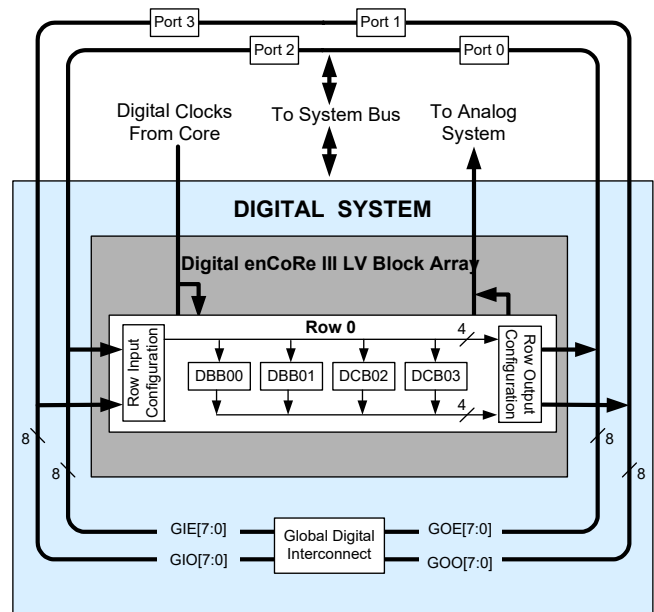 Port 3
Port 1
Port 2
Port 0
Digital Clocks
From Core
To System Bus
To Analog
System
DIGITAL SYSTEM
Digital enCoRe III LV Block Array
Row 0
4
Row Input
Configuration
DBB00
DBB01
DCB02
DCB03
4
Row Output
Configuration
8
8
8
8
GIE[7:0]
GIO[7:0]
Global Digital
Interconnect
GOE[7:0]
GOO[7:0]